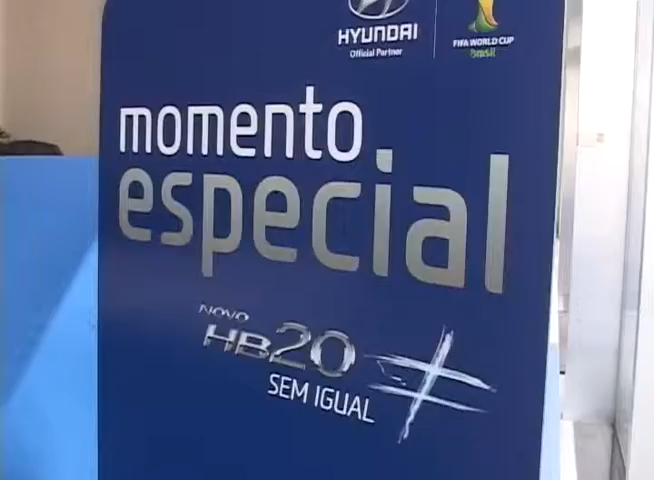 HYUNDAI
Official Partner
FIFA WORLD CUP
Brasil
momento
especial
NOVO
HB20
SEM IGUAL